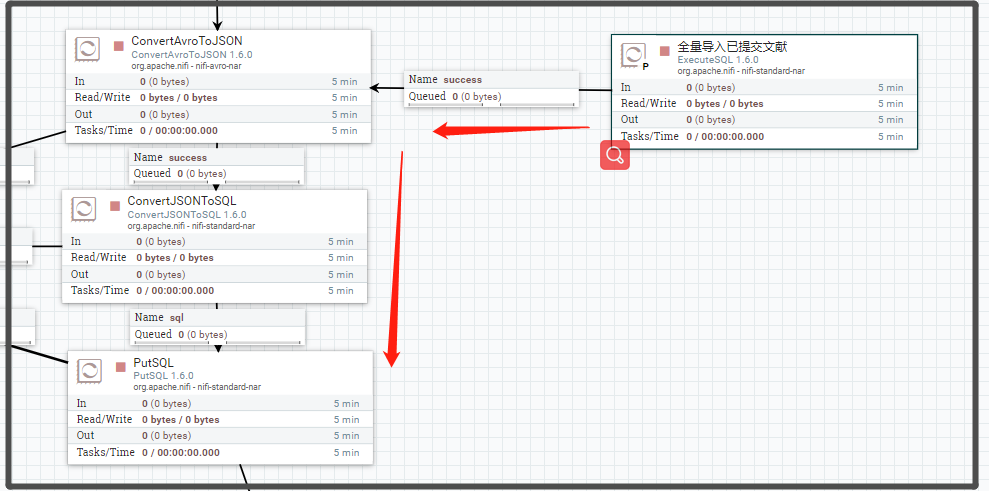 ConvertAvroToJSON
ConvertAvroToJSON 1.6.0
org.apache.nifi - nifi-avro-nar
In 0 (0 bytes) 5 min
Read/Write 0 bytes / 0 bytes 5 min
Out 0 (0 bytes) 5 min
Tasks/Time 0 / 00:00:00.000 5 min
Name success
Queued 0 (0 bytes)
全量导入已提交文献
P
ExecuteSQL 1.6.0
org.apache.nifi - nifi-standard-nar
In 0 (0 bytes) 5 min
Read/Write 0 bytes / 0 bytes 5 min
Out 0 (0 bytes) 5 min
Tasks/Time 0 / 00:00:00.000 5 min
Name success
Queued 0 (0 bytes)
ConvertJSONToSQL
ConvertJSONToSQL 1.6.0
org.apache.nifi - nifi-standard-nar
In 0 (0 bytes) 5 min
Read/Write 0 bytes / 0 bytes 5 min
Out 0 (0 bytes) 5 min
Tasks/Time 0 / 00:00:00.000 5 min
Name sql
Queued 0 (0 bytes)
PutSQL
PutSQL 1.6.0
org.apache.nifi - nifi-standard-nar
In 0 (0 bytes) 5 min
Read/Write 0 bytes / 0 bytes 5 min
Out 0 (0 bytes) 5 min
Tasks/Time 0 / 00:00:00.000 5 min